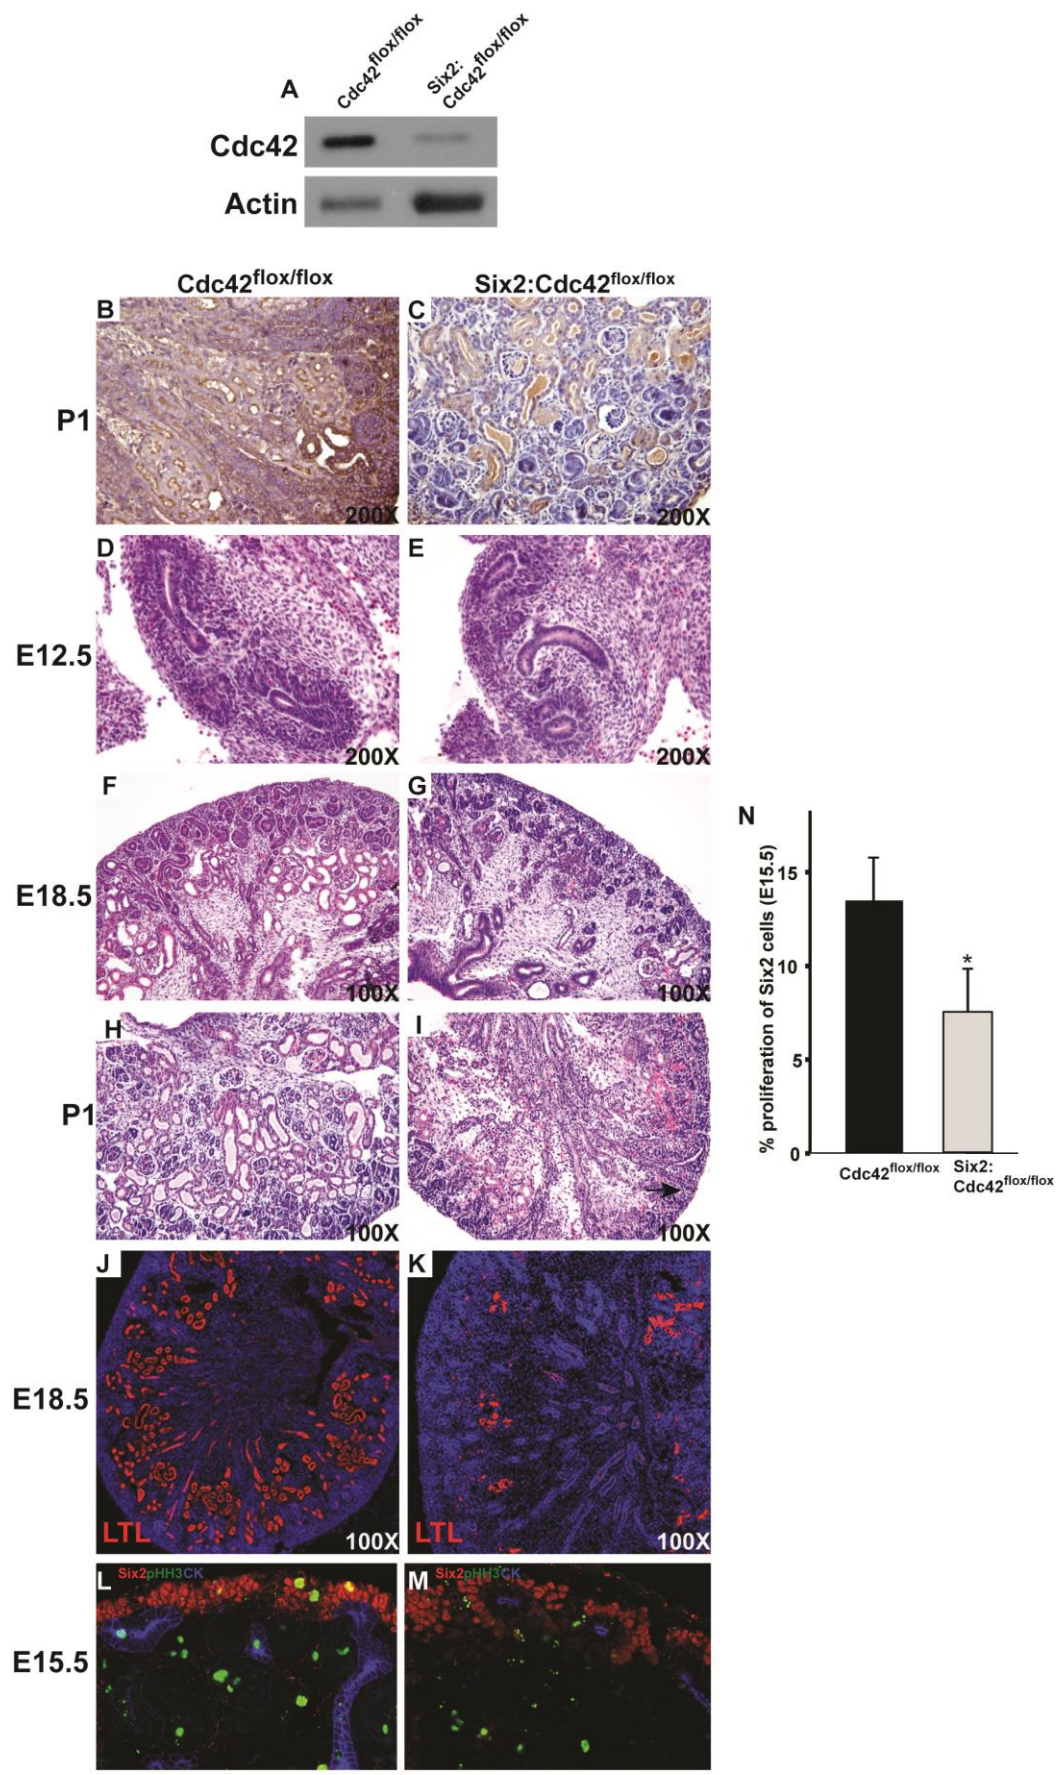 A
Cdc42flox/flox
Six2:
Cdc42flox/flox
Cdc42
Actin
Cdc42flox/flox
Six2:Cdc42flox/flox
P1
B
200X
C
200X
E12.5
D
200X
E
200X
E18.5
F
100X
G
100X
P1
H
100X
I
100X
E18.5
J
LTL
100X
K
LTL
100X
E15.5
L
Six2pHH3CK
M
Six2pHH3CK
N
% proliferation of Six2 cells (E15.5)
15
10
5
0
*
Cdc42flox/flox
Six2:
Cdc42flox/flox